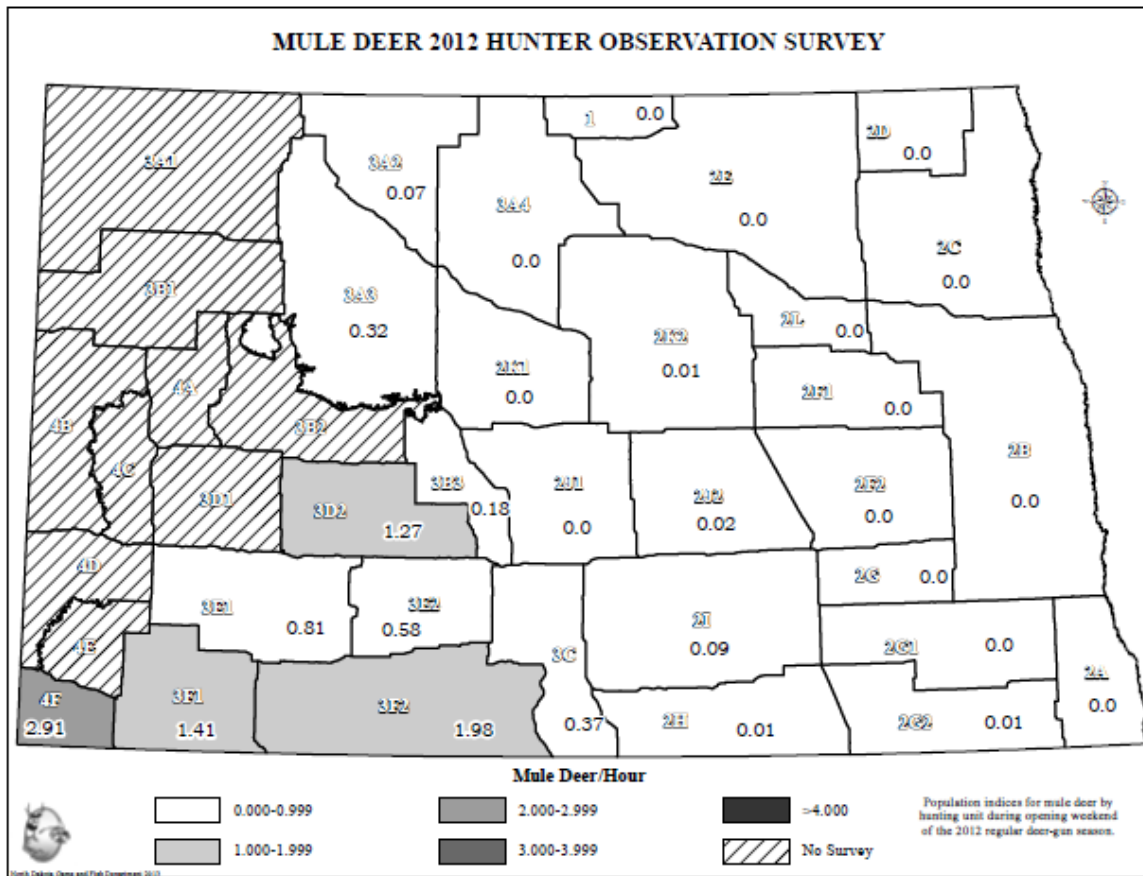 MULE DEER 2012 HUNTER OBSERVATION SURVEY
1 0.0
2D
0.0
3A1
3A2
0.07
2E
0.0
3A4
0.0
2C
0.0
3B1
3A3
0.32
2L
0.0
2K2
0.01
2K1
0.0
4A
2F1
0.0
4B
3B2
4C
3D1
3B3
0.18
2J1
0.0
2J2
0.02
2F2
0.0
2B
0.0
3D2
1.27
4D
2G 0.0
3E1
0.81
3E2
0.58
2I
0.09
4E
3C
0.37
2G1
0.0
2A
0.0
4F
2.91
3F1
1.41
3F2
1.98
2H
0.01
2G2
0.01
Mule Deer/Hour
0.000-0.999
2.000-2.999
>4.000
1.000-1.999
3.000-3.999
No Survey
Population indices for mule deer by
hunting unit during opening weekend
of the 2012 regular deer-gun season.
North Dakota Game and Fish Department 2013